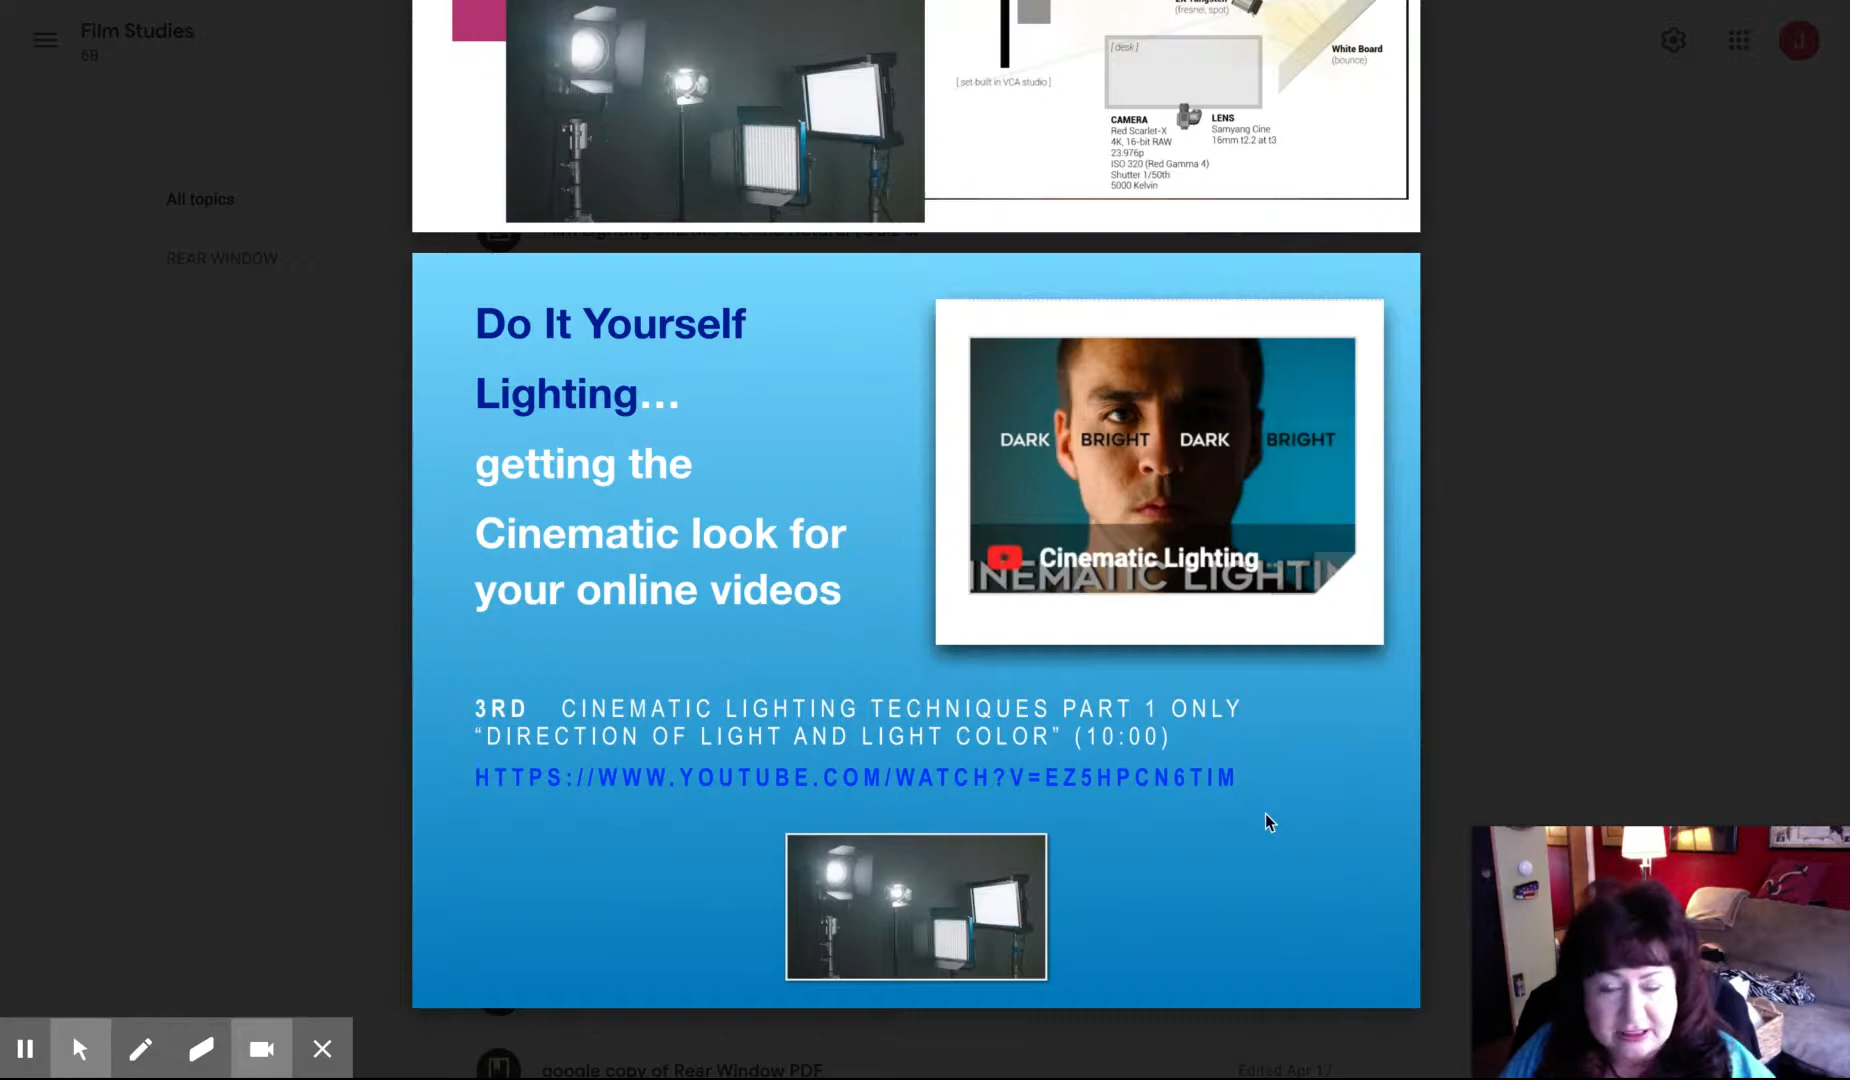 Film Studies
6B
J
All topics
REAR WINDOW
(fresnel, spot)
[ desk ]
White Board
(bounce)
[ set built in VCA studio ]
CAMERA
Red Scarlet-X
4K, 16-bit RAW
23.976p
ISO 320 (Red Gamma 4)
Shutter 1/50th
5000 Kelvin
LENS
Samyang Cine
16mm t2.2 at t3
Do It Yourself
Lighting...
getting the
Cinematic look for
your online videos
DARK BRIGHT DARK BRIGHT
Cinematic Lighting
INEMATIC LIGHTIN
3RD CINEMATIC LIGHTING TECHNIQUES PART 1 ONLY
“DIRECTION OF LIGHT AND LIGHT COLOR” (10:00)
HTTPS://WWW.YOUTUBE.COM/WATCH?V=EZ5HPCN6TIM
google copy of Rear Window PDF
Edited Apr 17